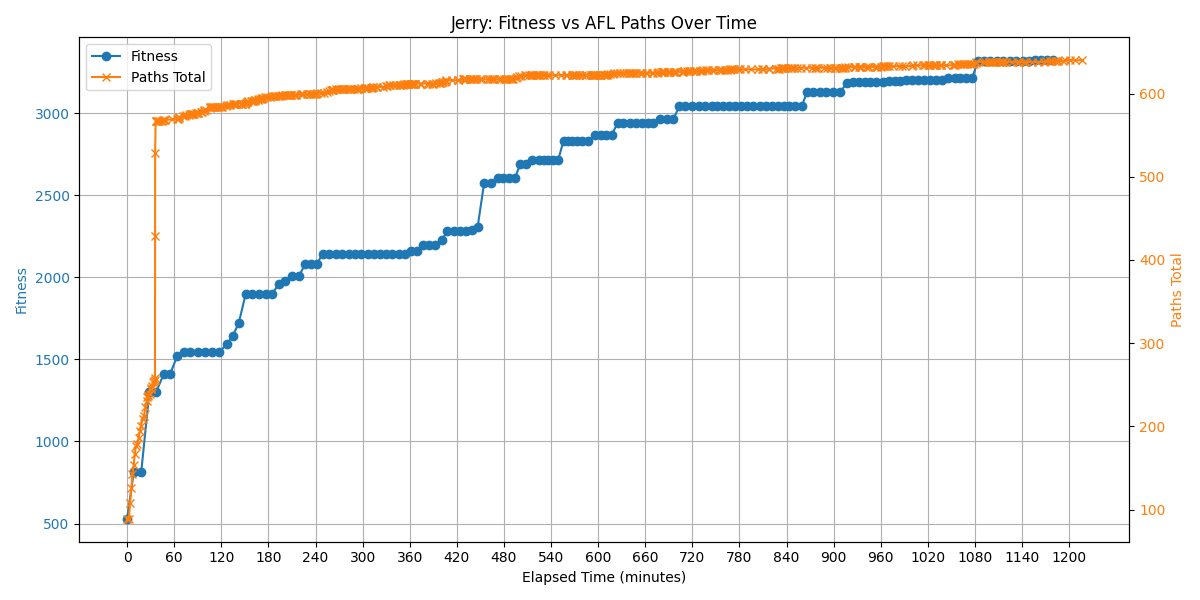 Jerry: Fitness vs AFL Paths Over Time
Fitness
Paths Total
3000
2500
2000
1500
1000
500
Fitness
600
500
400
300
200
100
Paths Total
0 60 120 180 240 300 360 420 480 540 600 660 720 780 840 900 960 1020 1080 1140 1200
Elapsed Time (minutes)